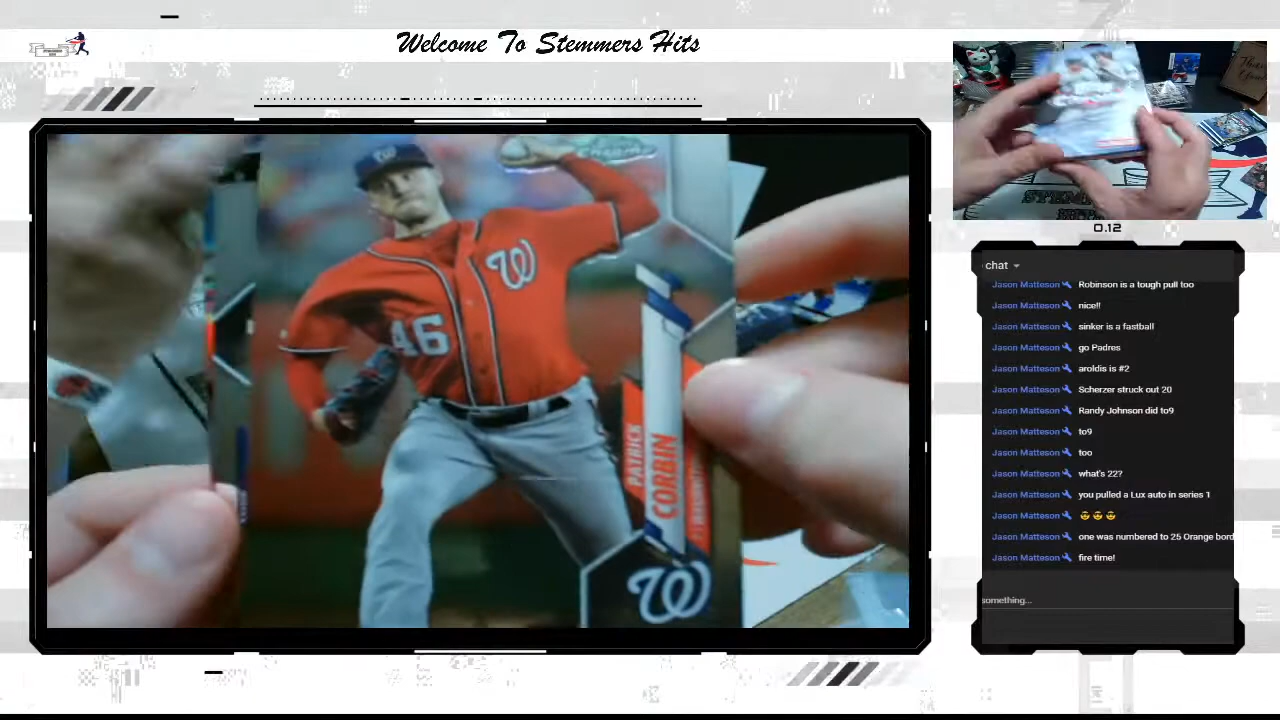 Welcome To Stemmers Hits
W
W
46
PATRICK
CORBIN
W
STEMMERS
HITS
0.12
chat
Jason Matteson Robinson is a tough pull too
Jason Matteson nice!!
Jason Matteson sinker is a fastball
Jason Matteson go Padres
Jason Matteson aroldis is #2
Jason Matteson Scherzer struck out 20
Jason Matteson Randy Johnson did to9
Jason Matteson to9
Jason Matteson too
Jason Matteson what's 22?
Jason Matteson you pulled a Lux auto in series 1
Jason Matteson 😎 😎 😎
Jason Matteson one was numbered to 25 Orange bord
Jason Matteson fire time!
something...